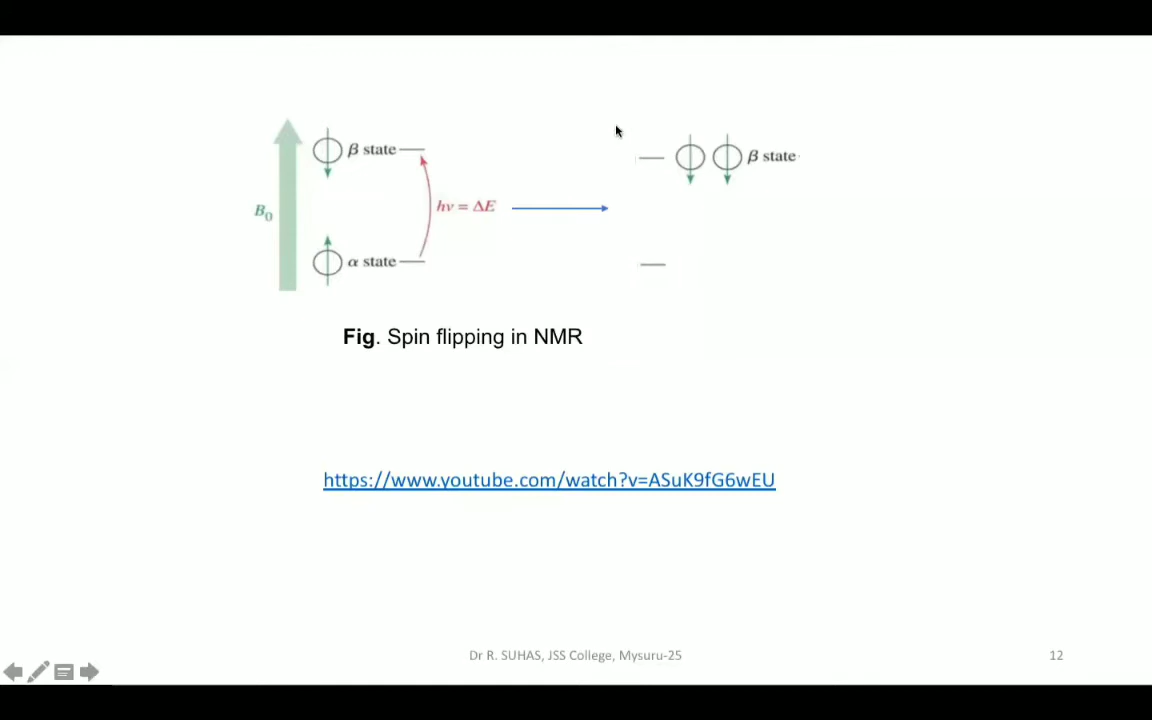 β state
β state
B₀
hν = ΔE
α state
Fig. Spin flipping in NMR
https://www.youtube.com/watch?v=ASuK9fG6wEU
Dr R. SUHAS, JSS College, Mysuru-25
12